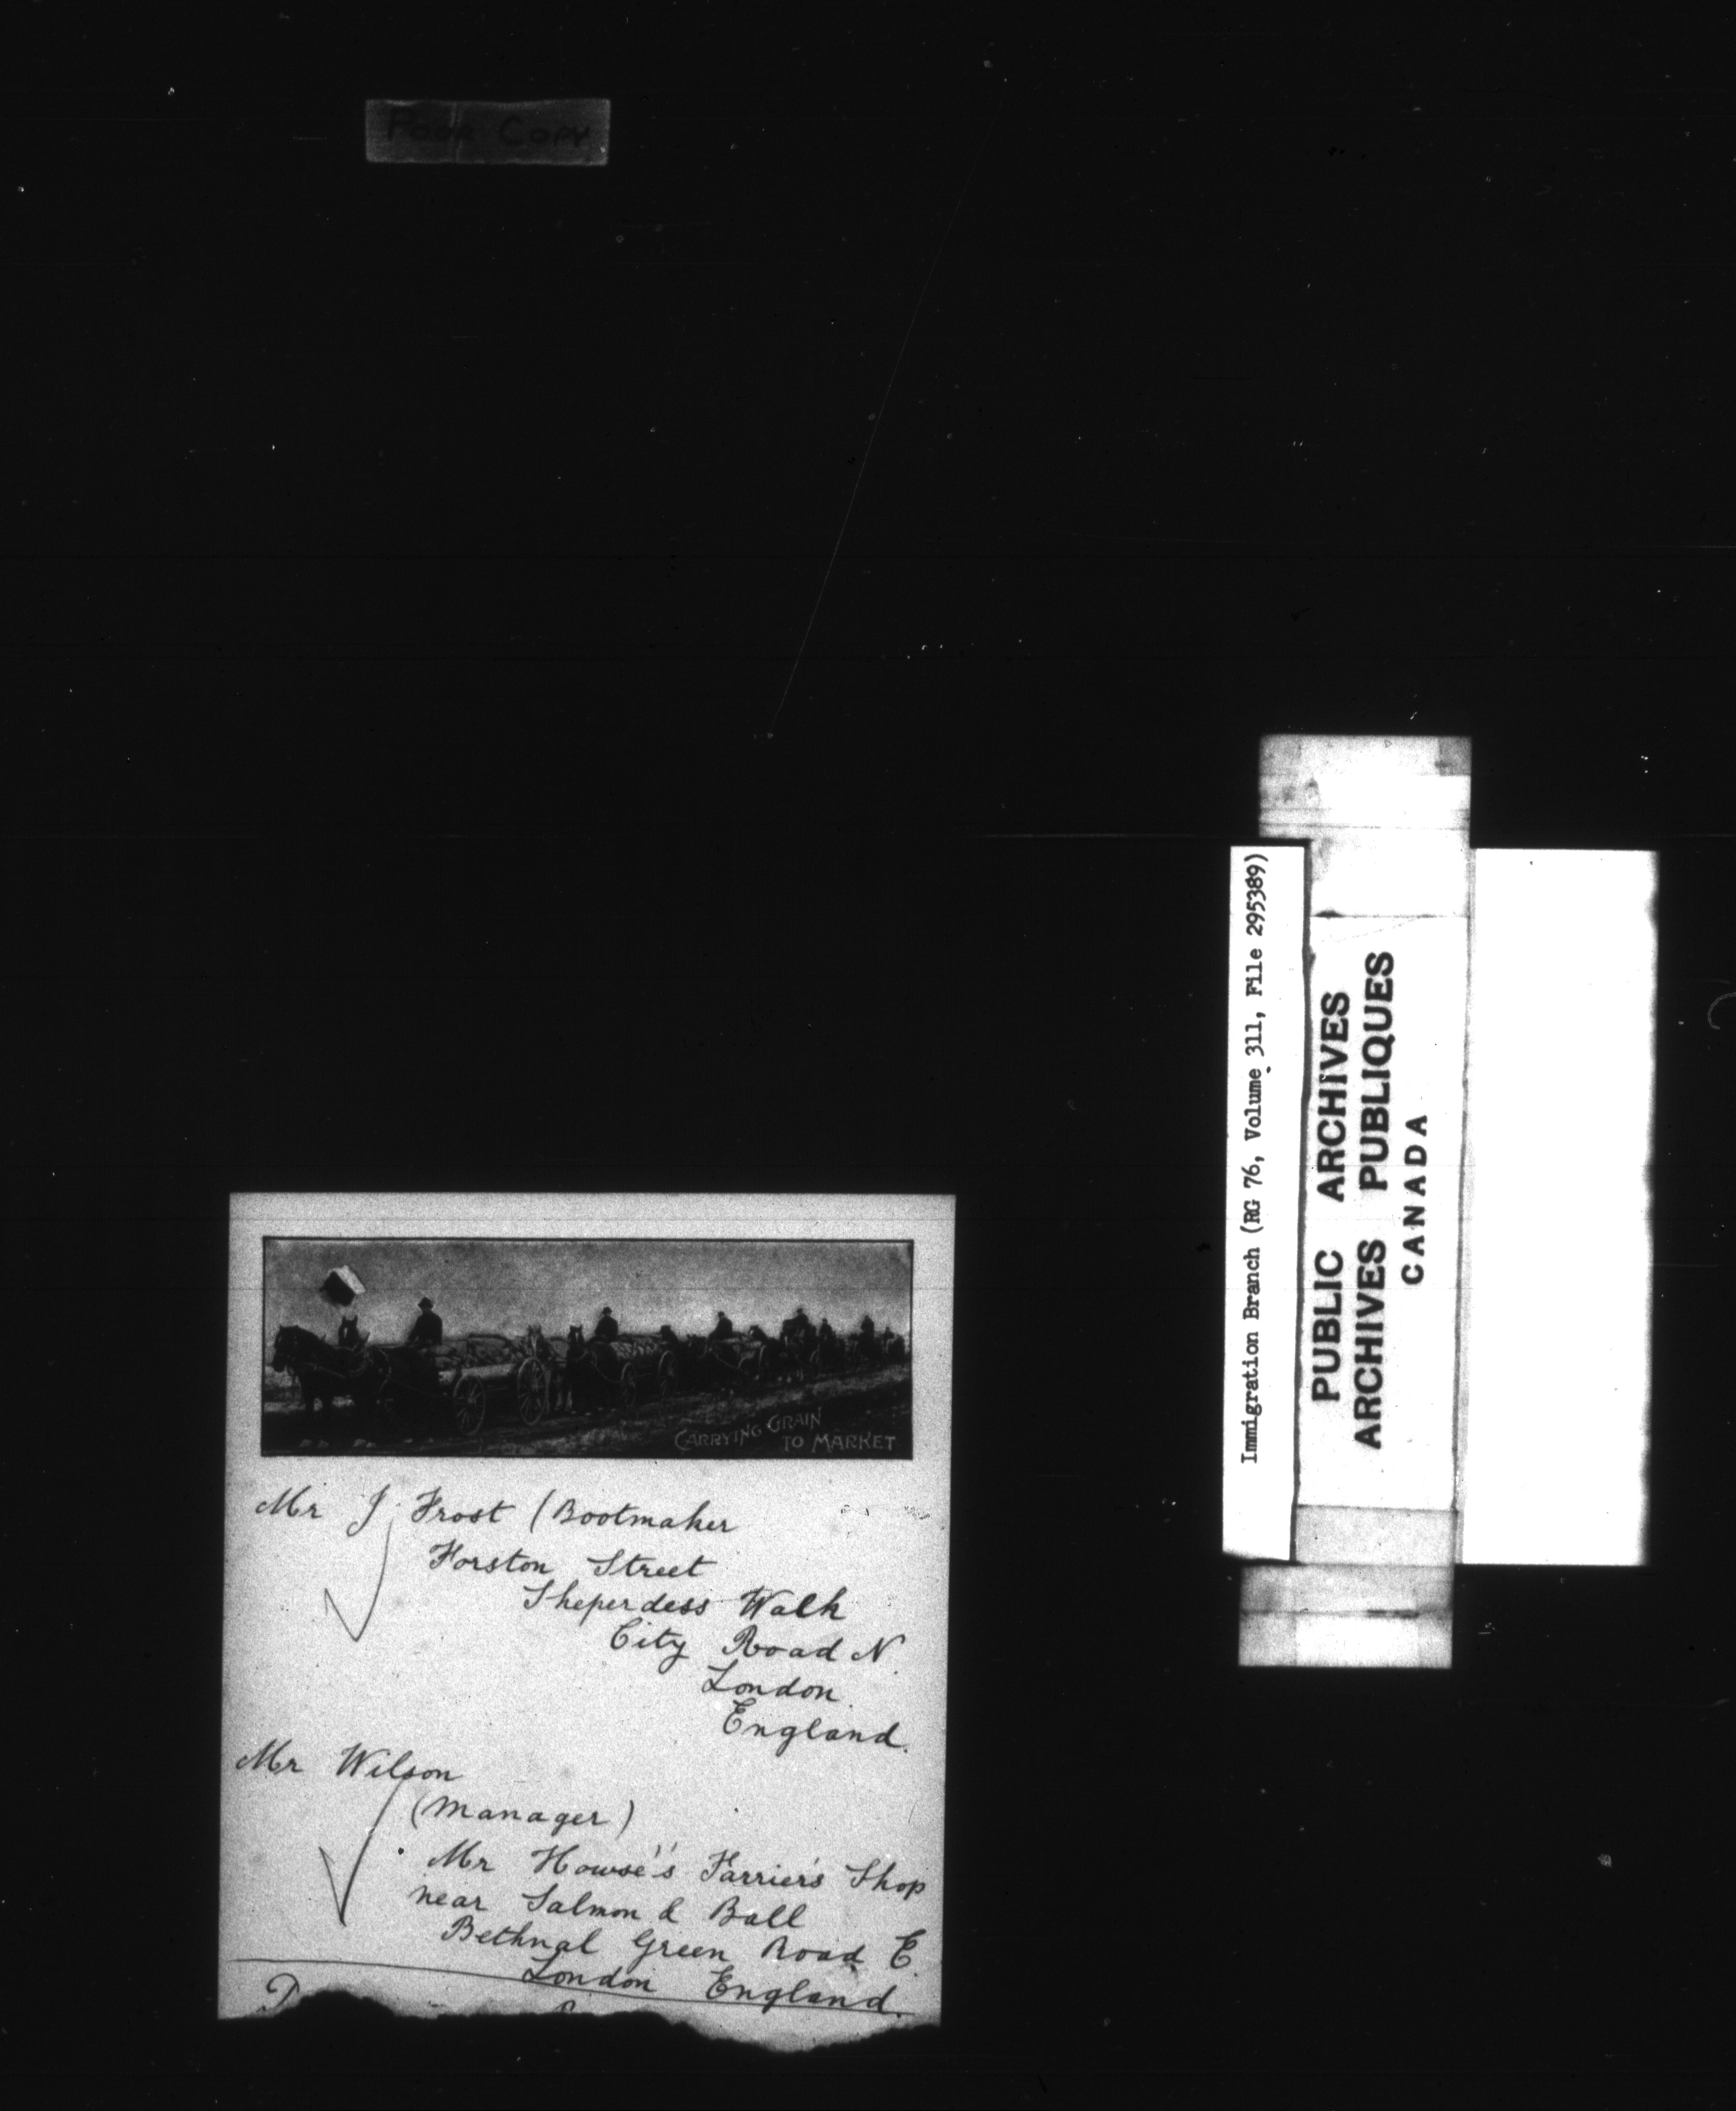 Poor Copy
CARRYING GRAIN
TO MARKET
Mr J. Frost (Bootmaker
Forston Street
Sheperdess Walk
City Road N.
London
England.
Mr Wilson
(Manager)
Mr Howse's Farrier's Shop
near Salmon & Ball
Bethnal Green Road E.
London England.
Immigration Branch (RG 76, Volume 311, File 295389)
PUBLIC ARCHIVES
ARCHIVES PUBLIQUES
CANADA